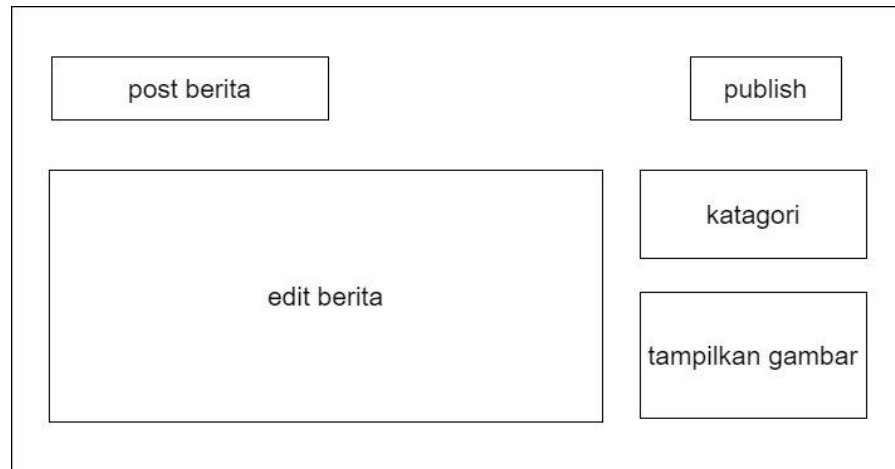 post berita
publish
edit berita
katagori
tampilkan gambar